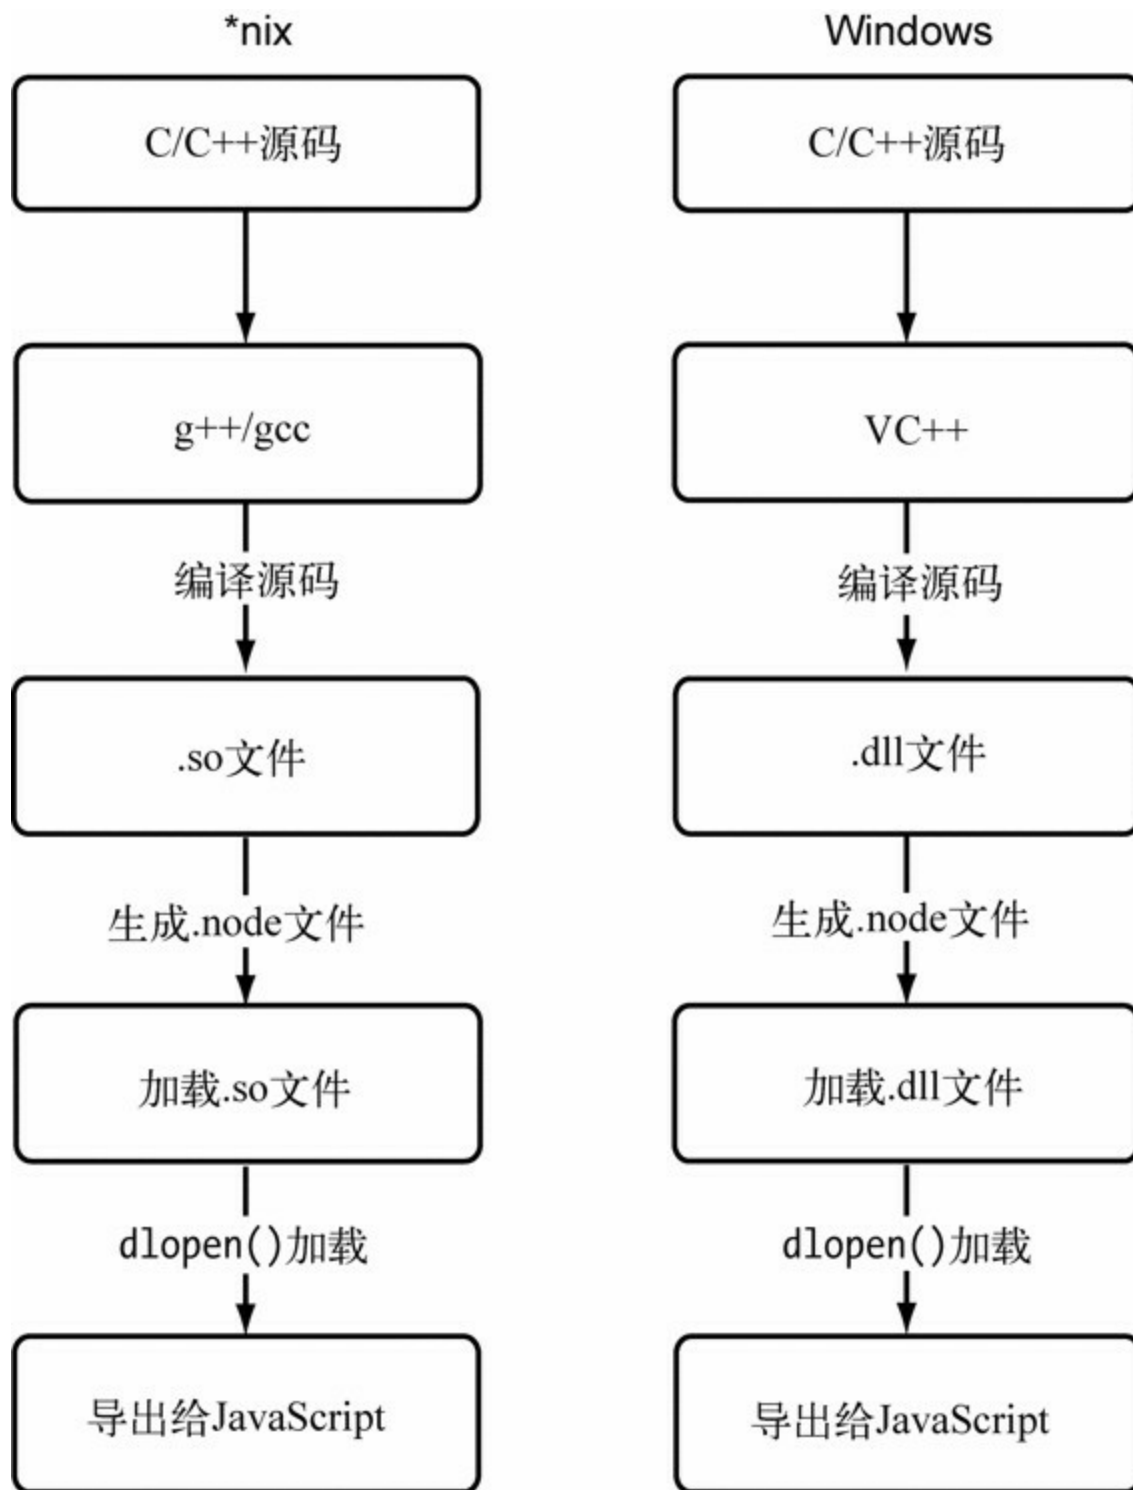 *nix
C/C++源码
g++/gcc
编译源码
.so文件
生成.node文件
加载.so文件
dlopen()加载
导出给JavaScript
Windows
C/C++源码
VC++
编译源码
.dll文件
生成.node文件
加载.dll文件
dlopen()加载
导出给JavaScript